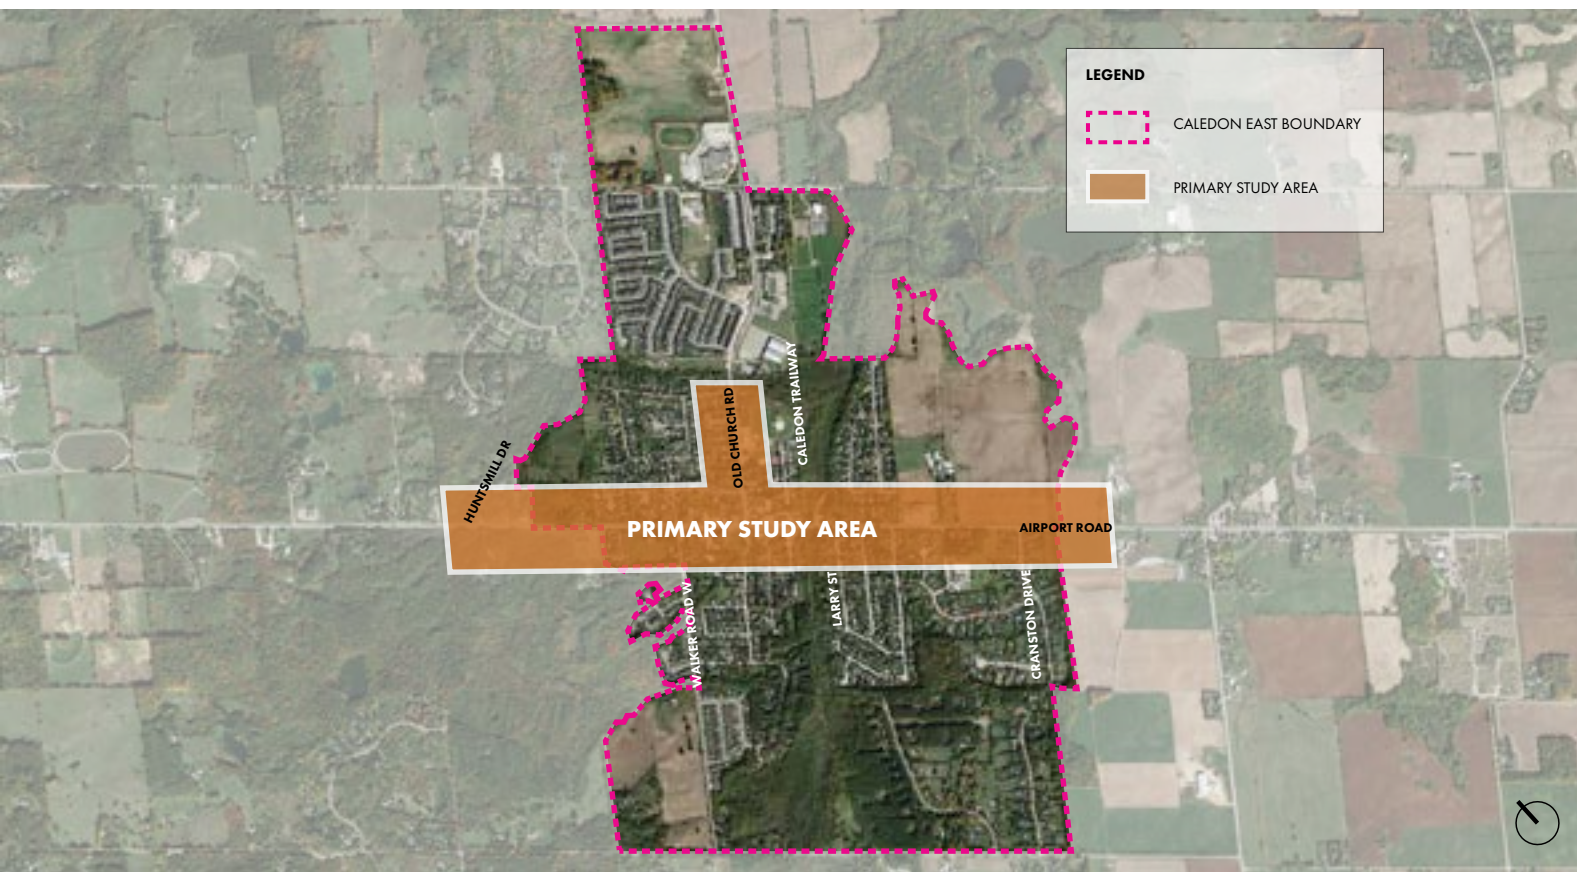 LEGEND
CALEDON EAST BOUNDARY
PRIMARY STUDY AREA
CALEDON TRAILWAY
OLD CHURCH RD
HUNTSMILL DR
PRIMARY STUDY AREA
AIRPORT ROAD
WALKER ROAD W
LARRY ST
CRANSTON DRIVE